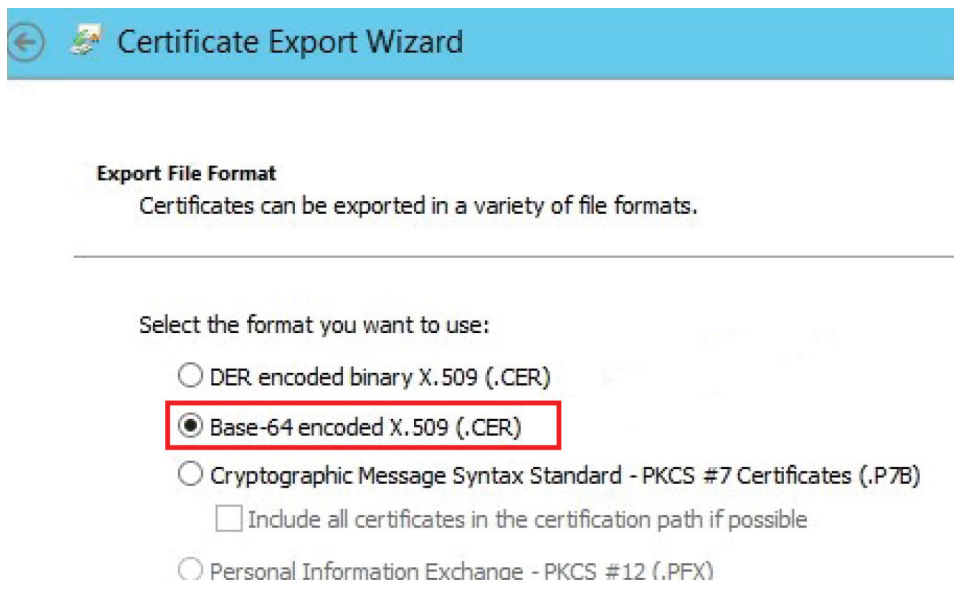 Certificate Export Wizard
Export File Format
Certificates can be exported in a variety of file formats.
Select the format you want to use:
DER encoded binary X.509 (.CER)
Base-64 encoded X.509 (.CER)
Cryptographic Message Syntax Standard - PKCS #7 Certificates (.P7B)
Include all certificates in the certification path if possible
Personal Information Exchange - PKCS #12 (.PFX)